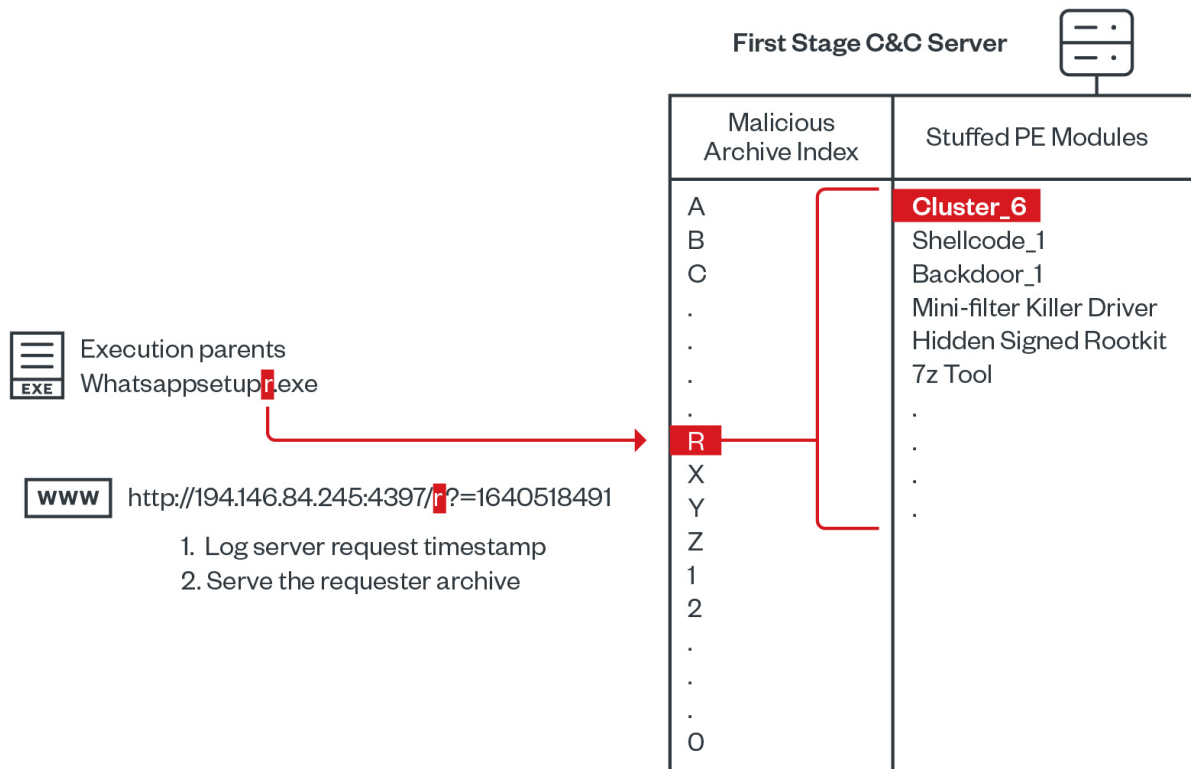 First Stage C&C Server
Malicious
Archive Index
Stuffed PE Modules
A
B
C
.
.
.
.
R
X
Y
Z
1
2
.
.
.
0
Cluster_6
Shellcode_1
Backdoor_1
Mini-filter Killer Driver
Hidden Signed Rootkit
7z Tool
.
.
.
.
EXE
Execution parents
Whatsappsetupr.exe
www
http://194.146.84.245:4397/r?=1640518491
1. Log server request timestamp
2. Serve the requester archive